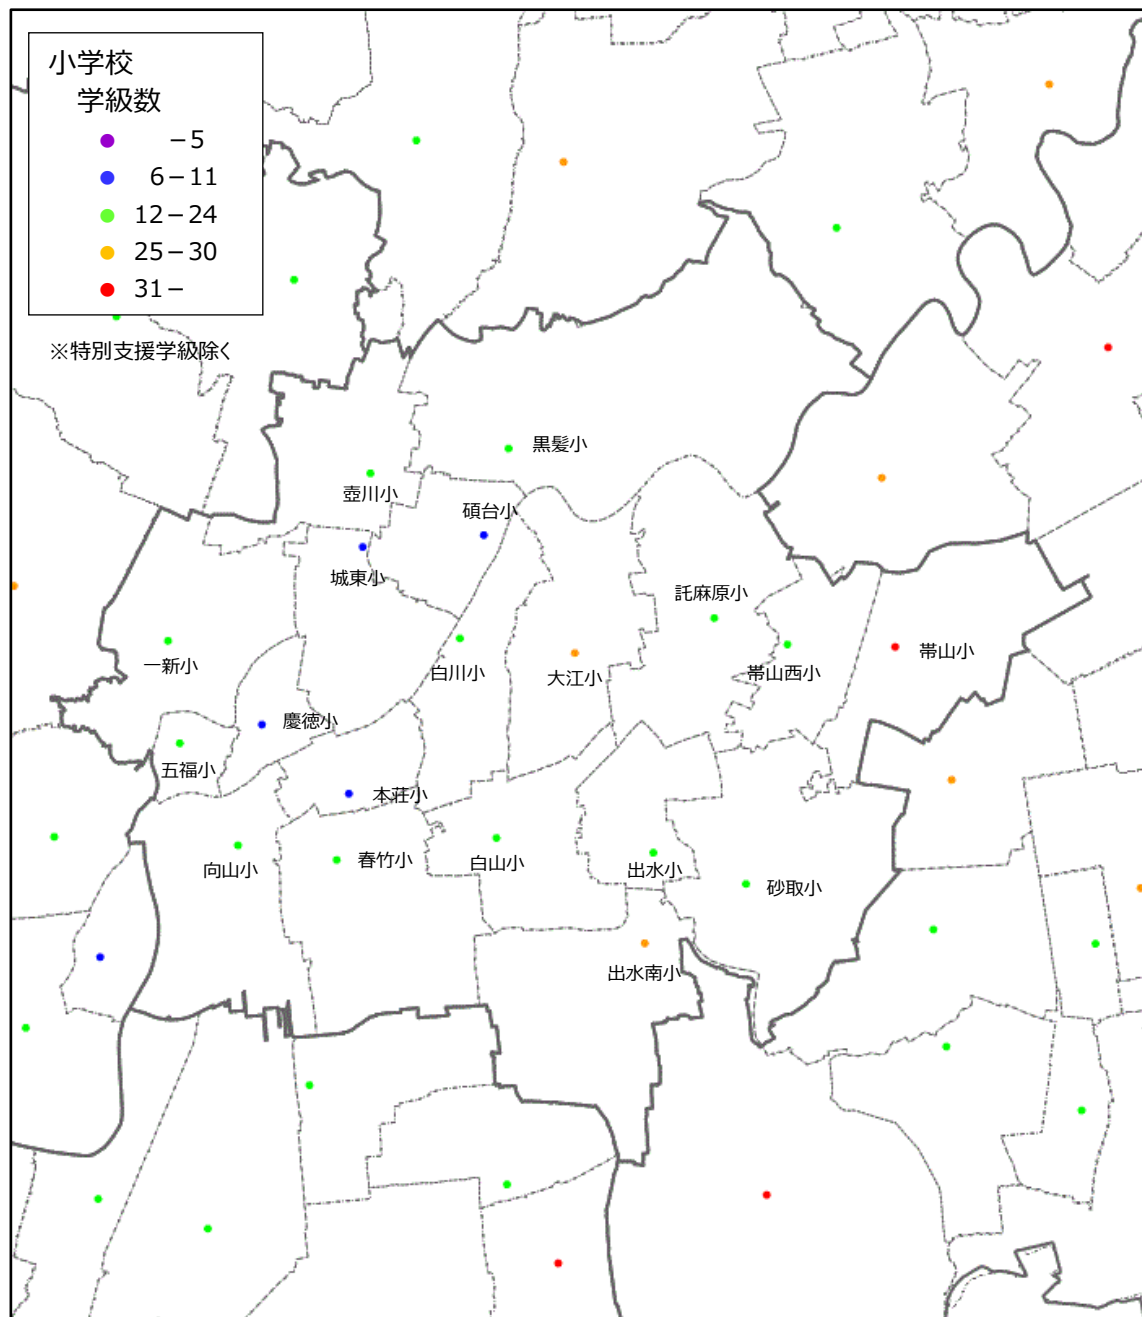 小学校
学級数
－5
6－11
12－24
25－30
31－
※特別支援学級除く
黒髪小
壺川小
碩台小
城東小
託麻原小
一新小
白川小
大江小
帯山西小
帯山小
慶徳小
五福小
本荘小
向山小
春竹小
白山小
出水小
砂取小
出水南小